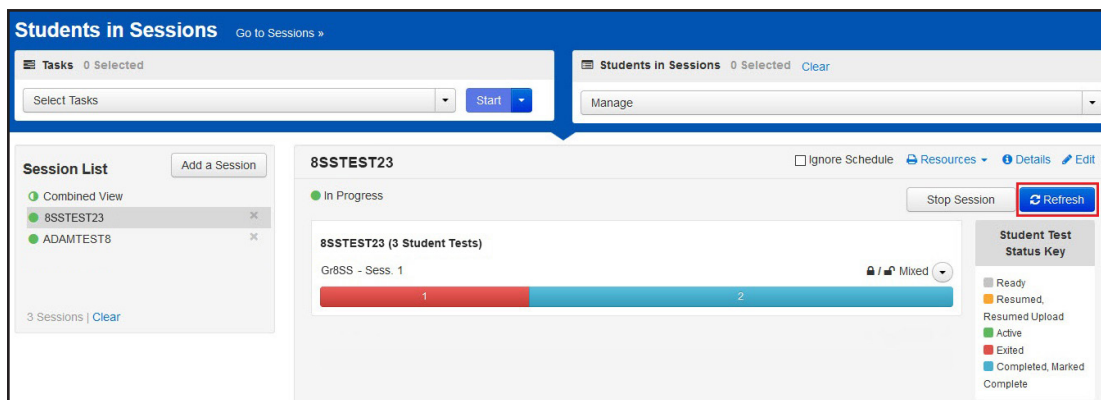 Students in Sessions Go to Sessions »
Tasks 0 Selected
Select Tasks
Start
Students in Sessions 0 Selected Clear
Manage
Session List
Add a Session
Combined View
8SSTEST23
ADAMTEST8
3 Sessions | Clear
8SSTEST23
Ignore Schedule Resources Details Edit
In Progress
Stop Session
Refresh
8SSTEST23 (3 Student Tests)
Gr8SS - Sess. 1
/ Mixed
1 2
Student Test
Status Key
Ready
Resumed,
Resumed Upload
Active
Exited
Completed, Marked
Complete